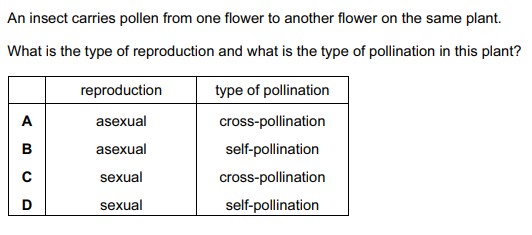 An insect carries pollen from one flower to another flower on the same plant.
What is the type of reproduction and what is the type of pollination in this plant?
reproduction type of pollination
A asexual cross-pollination
B asexual self-pollination
C sexual cross-pollination
D sexual self-pollination